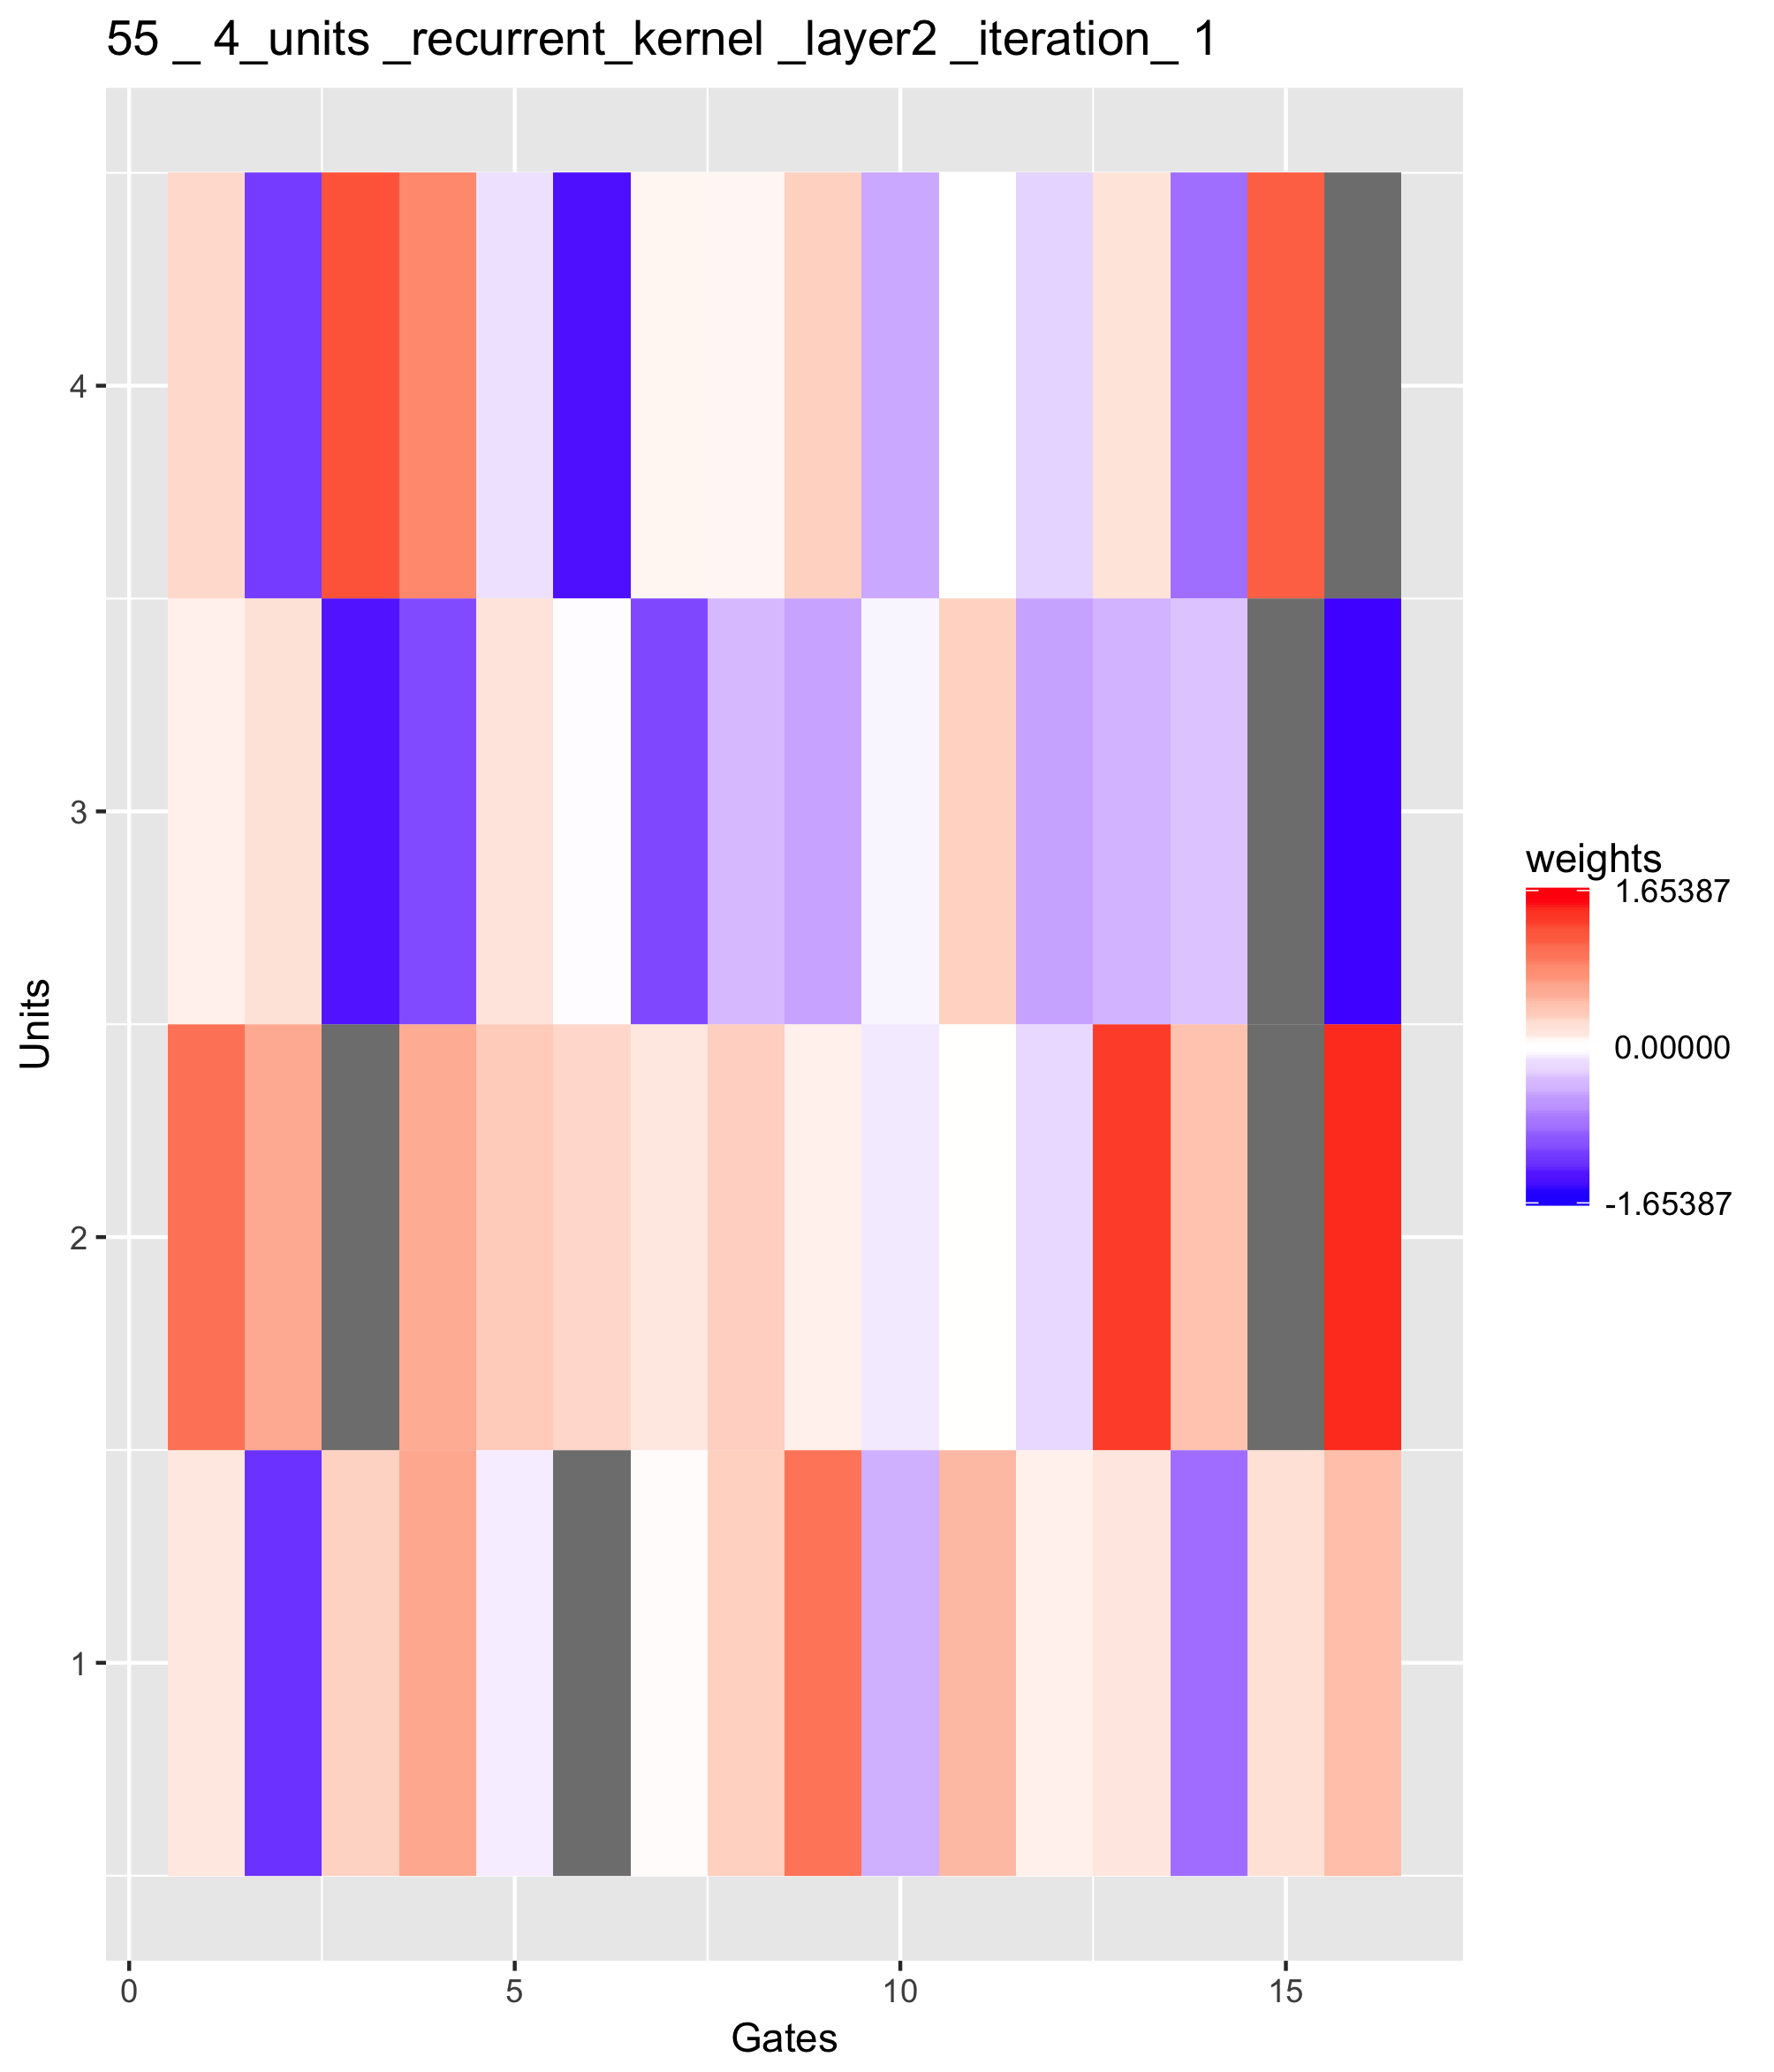 55 _ 4_units _recurrent_kernel _layer2 _iteration_ 1
4
3
2
1
Units
0 5 10 15
Gates
weights
1.65387
0.00000
-1.65387